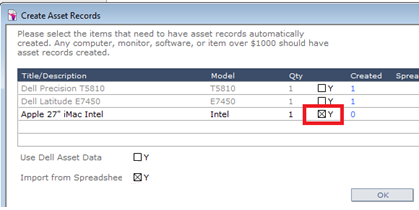 Create Asset Records
Please select the items that need to have asset records automatically
created. Any computer, monitor, software, or item over $1000 should have
asset records created.
Title/Description Model Qty Created Sprea
Dell Precision T5810 T5810 1 Y 1
Dell Latitude E7450 E7450 1 Y 1
Apple 27" iMac Intel Intel 1 Y 0
Use Dell Asset Data Y
Import from Spreadshee Y
OK